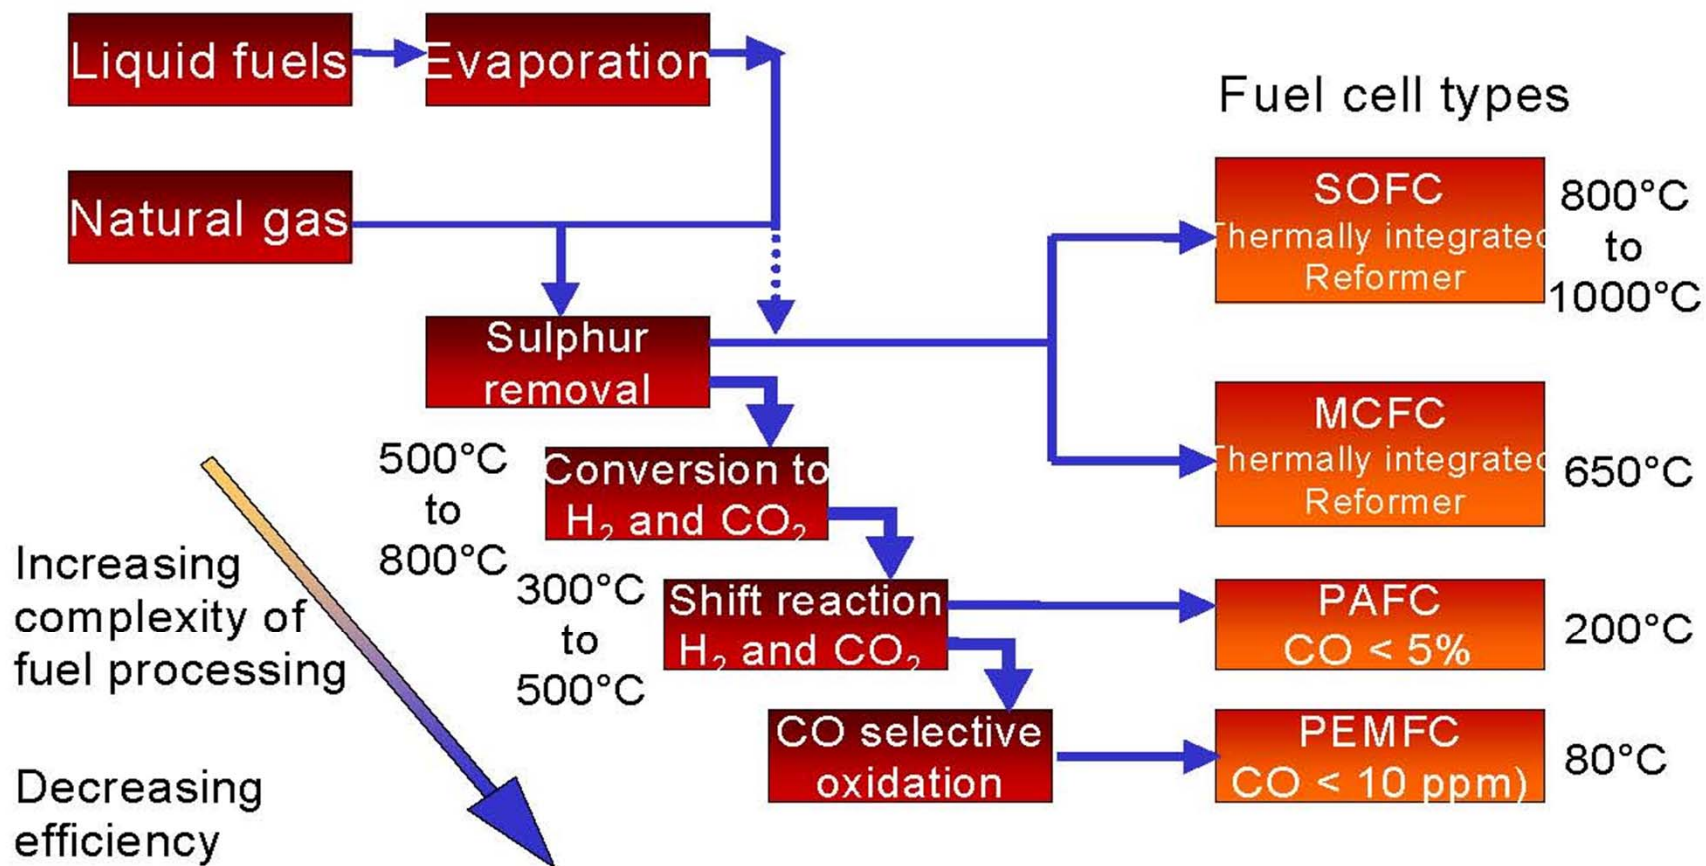 Liquid fuels
Evaporation
Fuel cell types
Natural gas
SOFC
Thermally integrated
Reformer
800°C
to
1000°C
Sulphur
removal
MCFC
Thermally integrated
Reformer
650°C
500°C
to
800°C
Conversion to
H₂ and CO₂
Increasing
complexity of
fuel processing
300°C
to
500°C
Shift reaction
H₂ and CO₂
PAFC
CO < 5%
200°C
CO selective
oxidation
PEMFC
CO < 10 ppm)
80°C
Decreasing
efficiency